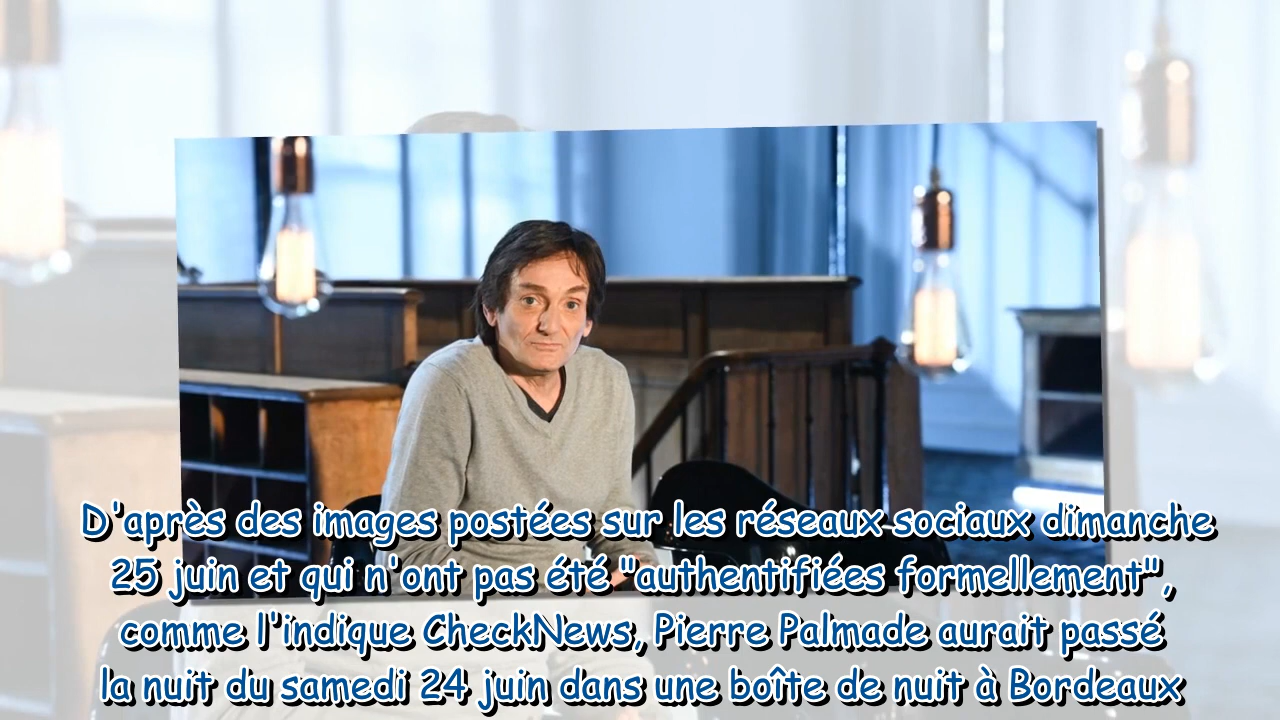 D'après des images postées sur les réseaux sociaux dimanche
25 juin et qui n'ont pas été "authentifiées formellement",
comme l'indique CheckNews, Pierre Palmade aurait passé
la nuit du samedi 24 juin dans une boîte de nuit à Bordeaux